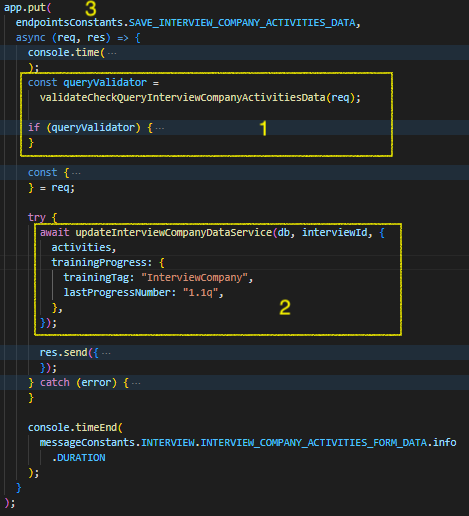 app.put( 3
endpointsConstants.SAVE_INTERVIEW_COMPANY_ACTIVITIES_DATA,
async (req, res) => {
console.time( ...
);
const queryValidator =
validateCheckQueryInterviewCompanyActivitiesData(req);
if (queryValidator) { ... 1
}
const { ...
} = req;
try {
await updateInterviewCompanyDataService(db, interviewId, {
activities,
trainingProgress: {
trainingTag: "InterviewCompany",
lastProgressNumber: "1.1q",
}, 2
});
res.send({ ...
});
} catch (error) { ...
}
console.timeEnd(
messageConstants.INTERVIEW.INTERVIEW_COMPANY_ACTIVITIES_FORM_DATA.info
.DURATION
);
}
);